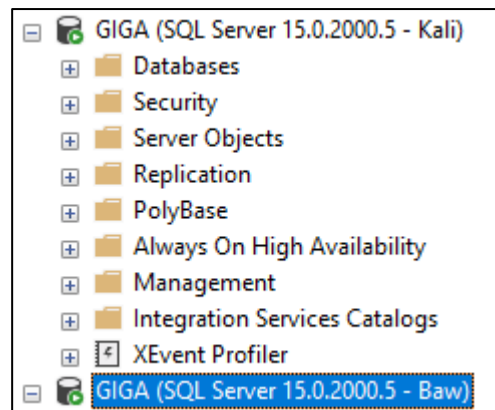 GIGA (SQL Server 15.0.2000.5 - Kali)
Databases
Security
Server Objects
Replication
PolyBase
Always On High Availability
Management
Integration Services Catalogs
XEvent Profiler
GIGA (SQL Server 15.0.2000.5 - Baw)